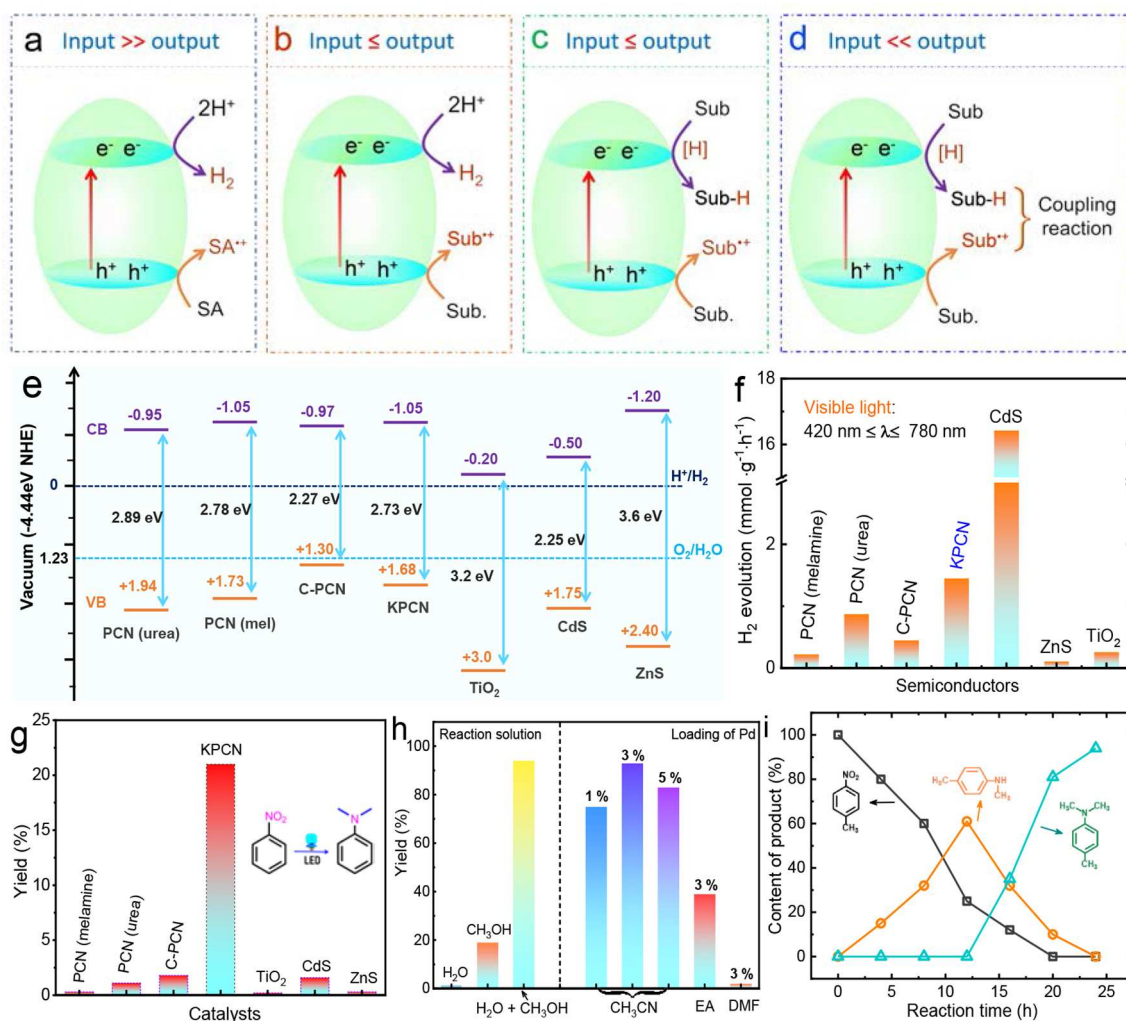 a Input >> output
2H⁺
e⁻ e⁻
H₂
SA•⁺
h⁺ h⁺
SA
b Input ≤ output
2H⁺
e⁻ e⁻
H₂
Sub•⁺
h⁺ h⁺
Sub.
c Input ≤ output
Sub
[H]
e⁻ e⁻
Sub-H
Sub•⁺
h⁺ h⁺
Sub.
d Input << output
Sub
[H]
e⁻ e⁻
Sub-H
Coupling
reaction
Sub•⁺
h⁺ h⁺
Sub.
e
Vacuum (-4.44eV NHE)
CB
0
1.23
VB
H⁺/H₂
O₂/H₂O
-0.95
2.89 eV
+1.94
PCN (urea)
-1.05
2.78 eV
+1.73
PCN (mel)
-0.97
2.27 eV
+1.30
C-PCN
-1.05
2.73 eV
+1.68
KPCN
-0.20
3.2 eV
+3.0
TiO₂
-0.50
2.25 eV
+1.75
CdS
-1.20
3.6 eV
+2.40
ZnS
f
Visible light:
420 nm ≤ λ≤ 780 nm
H₂ evolution (mmol ·g⁻¹·h⁻¹)
18
16
2
0
PCN (melamine)
PCN (urea)
C-PCN
KPCN
CdS
ZnS
TiO₂
Semiconductors
g
Yield (%)
25
20
15
10
5
0
PCN (melamine)
PCN (urea)
C-PCN
KPCN
TiO₂
CdS
ZnS
NO₂
LED
N
Catalysts
h
Reaction solution
Loading of Pd
Yield (%)
100
80
60
40
20
0
H₂O
CH₃OH
1 %
3 %
5 %
3 %
3 %
H₂O + CH₃OH
CH₃CN
EA
DMF
i
Content of product (%)
100
80
60
40
20
0
NO₂
CH₃
H₃C
NH
CH₃
H₃C
N
CH₃
CH₃
0 5 10 15 20 25
Reaction time (h)